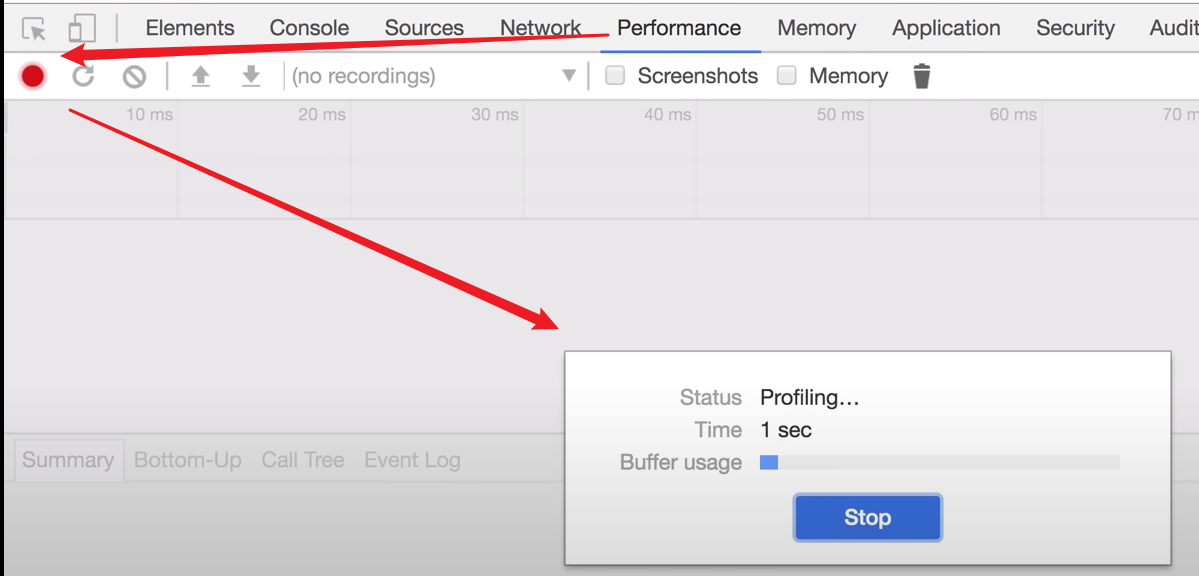 Elements Console Sources Network Performance Memory Application Security Audit
(no recordings) Screenshots Memory
10 ms 20 ms 30 ms 40 ms 50 ms 60 ms 70 m
Status Profiling…
Time 1 sec
Buffer usage
Summary Bottom-Up Call Tree Event Log
Stop